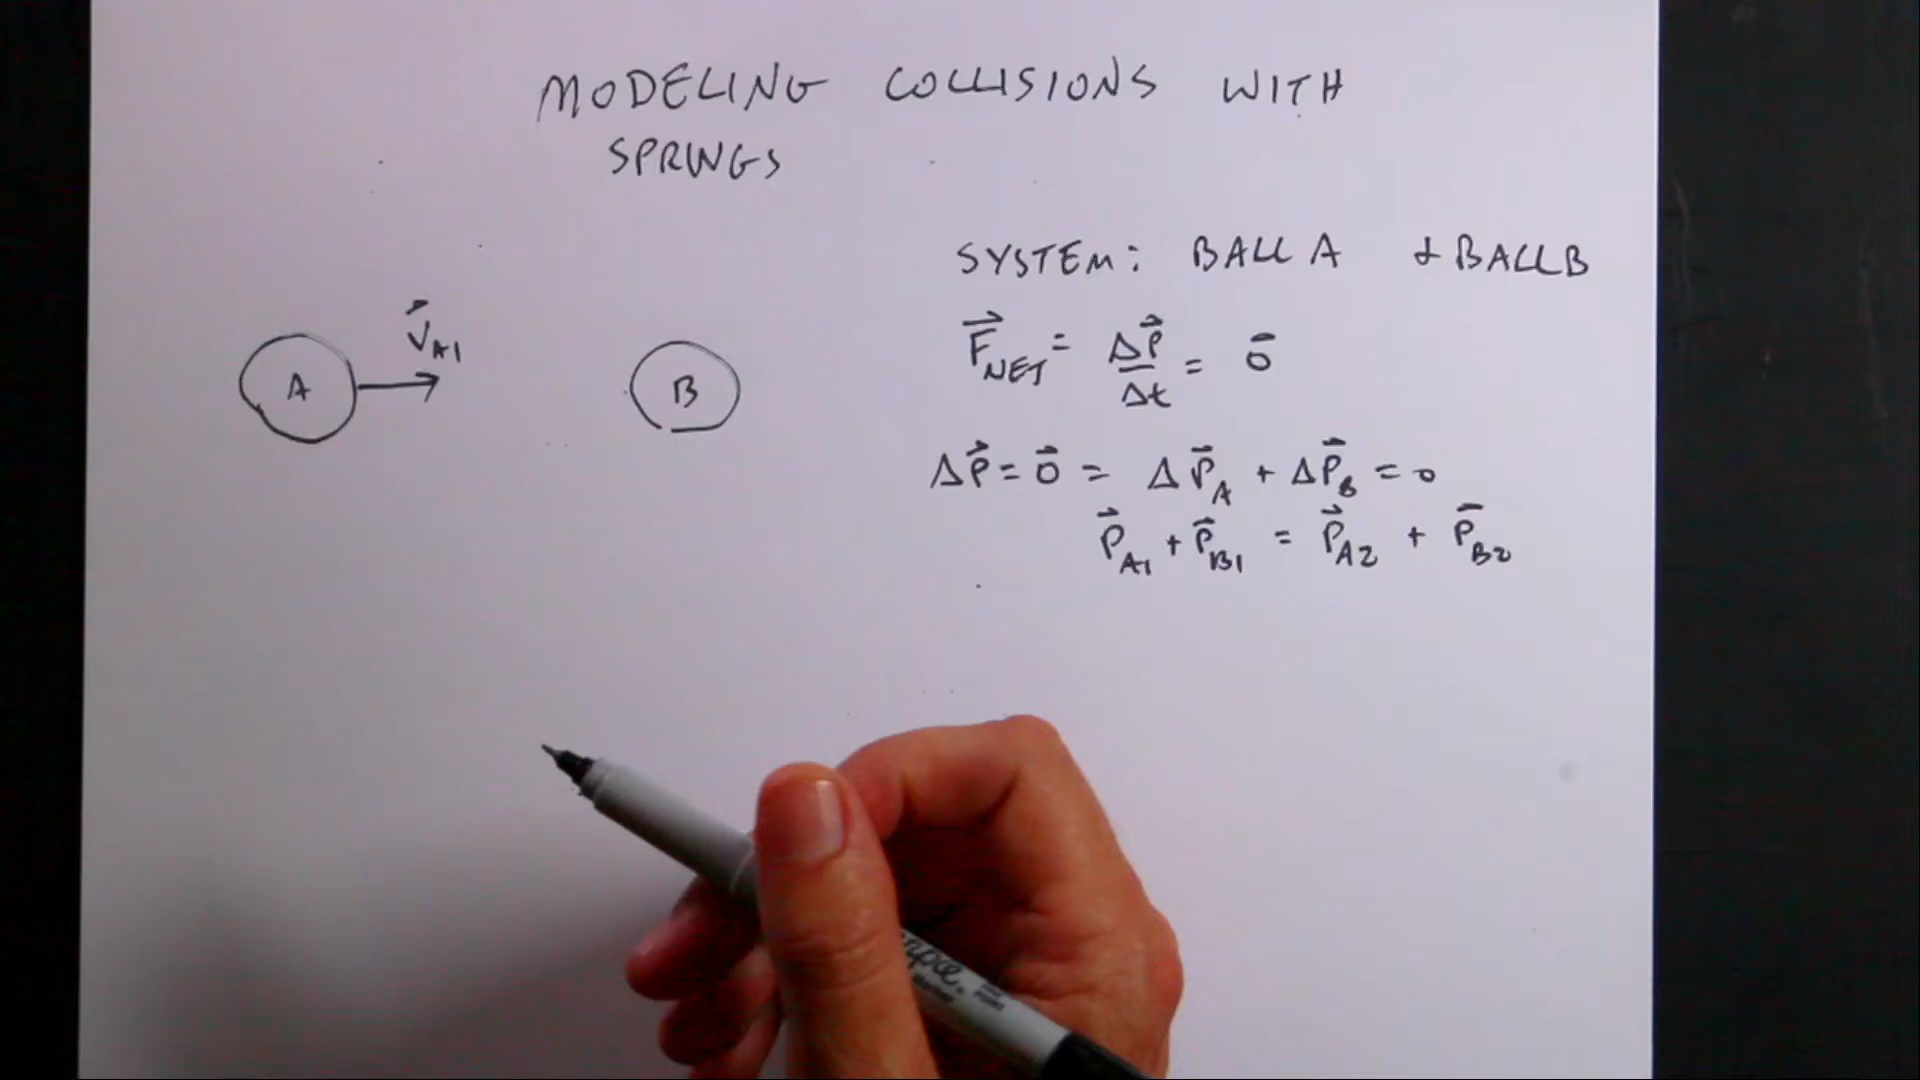 MODELING COLLISIONS WITH
SPRINGS
SYSTEM: BALL A + BALL B
F⃗NET = ΔP⃗/Δt = 0⃗
V⃗A1
A
B
ΔP⃗ = 0⃗ = ΔP⃗A + ΔP⃗B = 0
P⃗A1 + P⃗B1 = P⃗A2 + P⃗B2